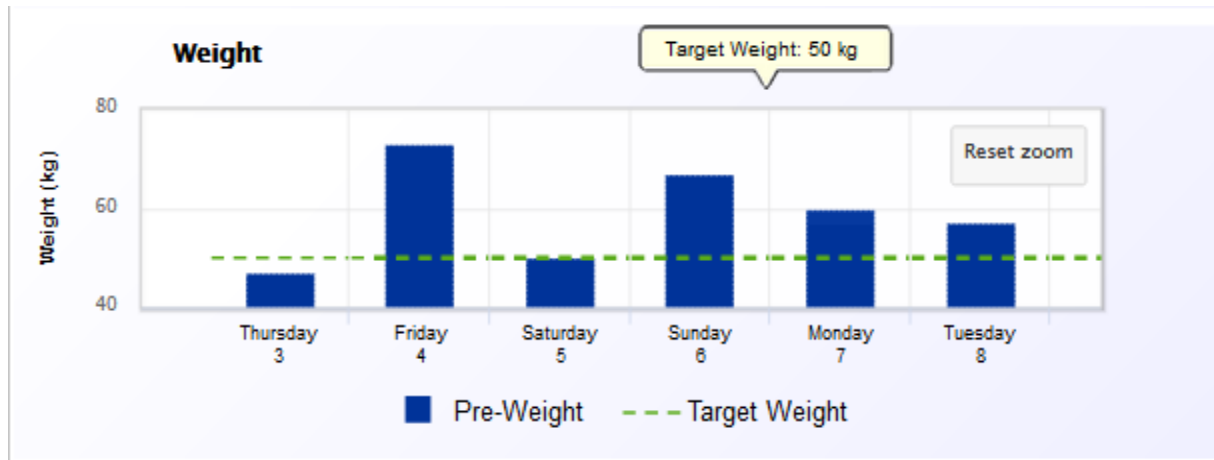 Target Weight: 50 kg
Weight
80
60
40
Weight (kg)
Reset zoom
Thursday Friday Saturday Sunday Monday Tuesday
3 4 5 6 7 8
Pre-Weight Target Weight